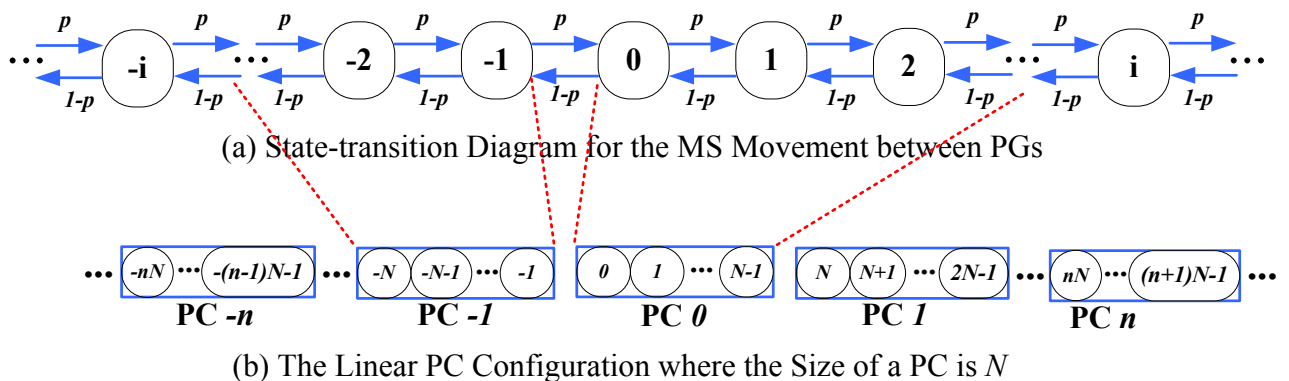 p p p p p p p p p p
... -i ... -2 -1 0 1 2 ... i ...
1-p 1-p 1-p 1-p 1-p 1-p 1-p 1-p 1-p 1-p
(a) State-transition Diagram for the MS Movement between PGs
... -nN ... -(n-1)N-1 ... -N -N-1 ... -1 0 1 ... N-1 N N+1 ... 2N-1 ... nN ... (n+1)N-1 ...
PC -n PC -1 PC 0 PC 1 PC n
(b) The Linear PC Configuration where the Size of a PC is N